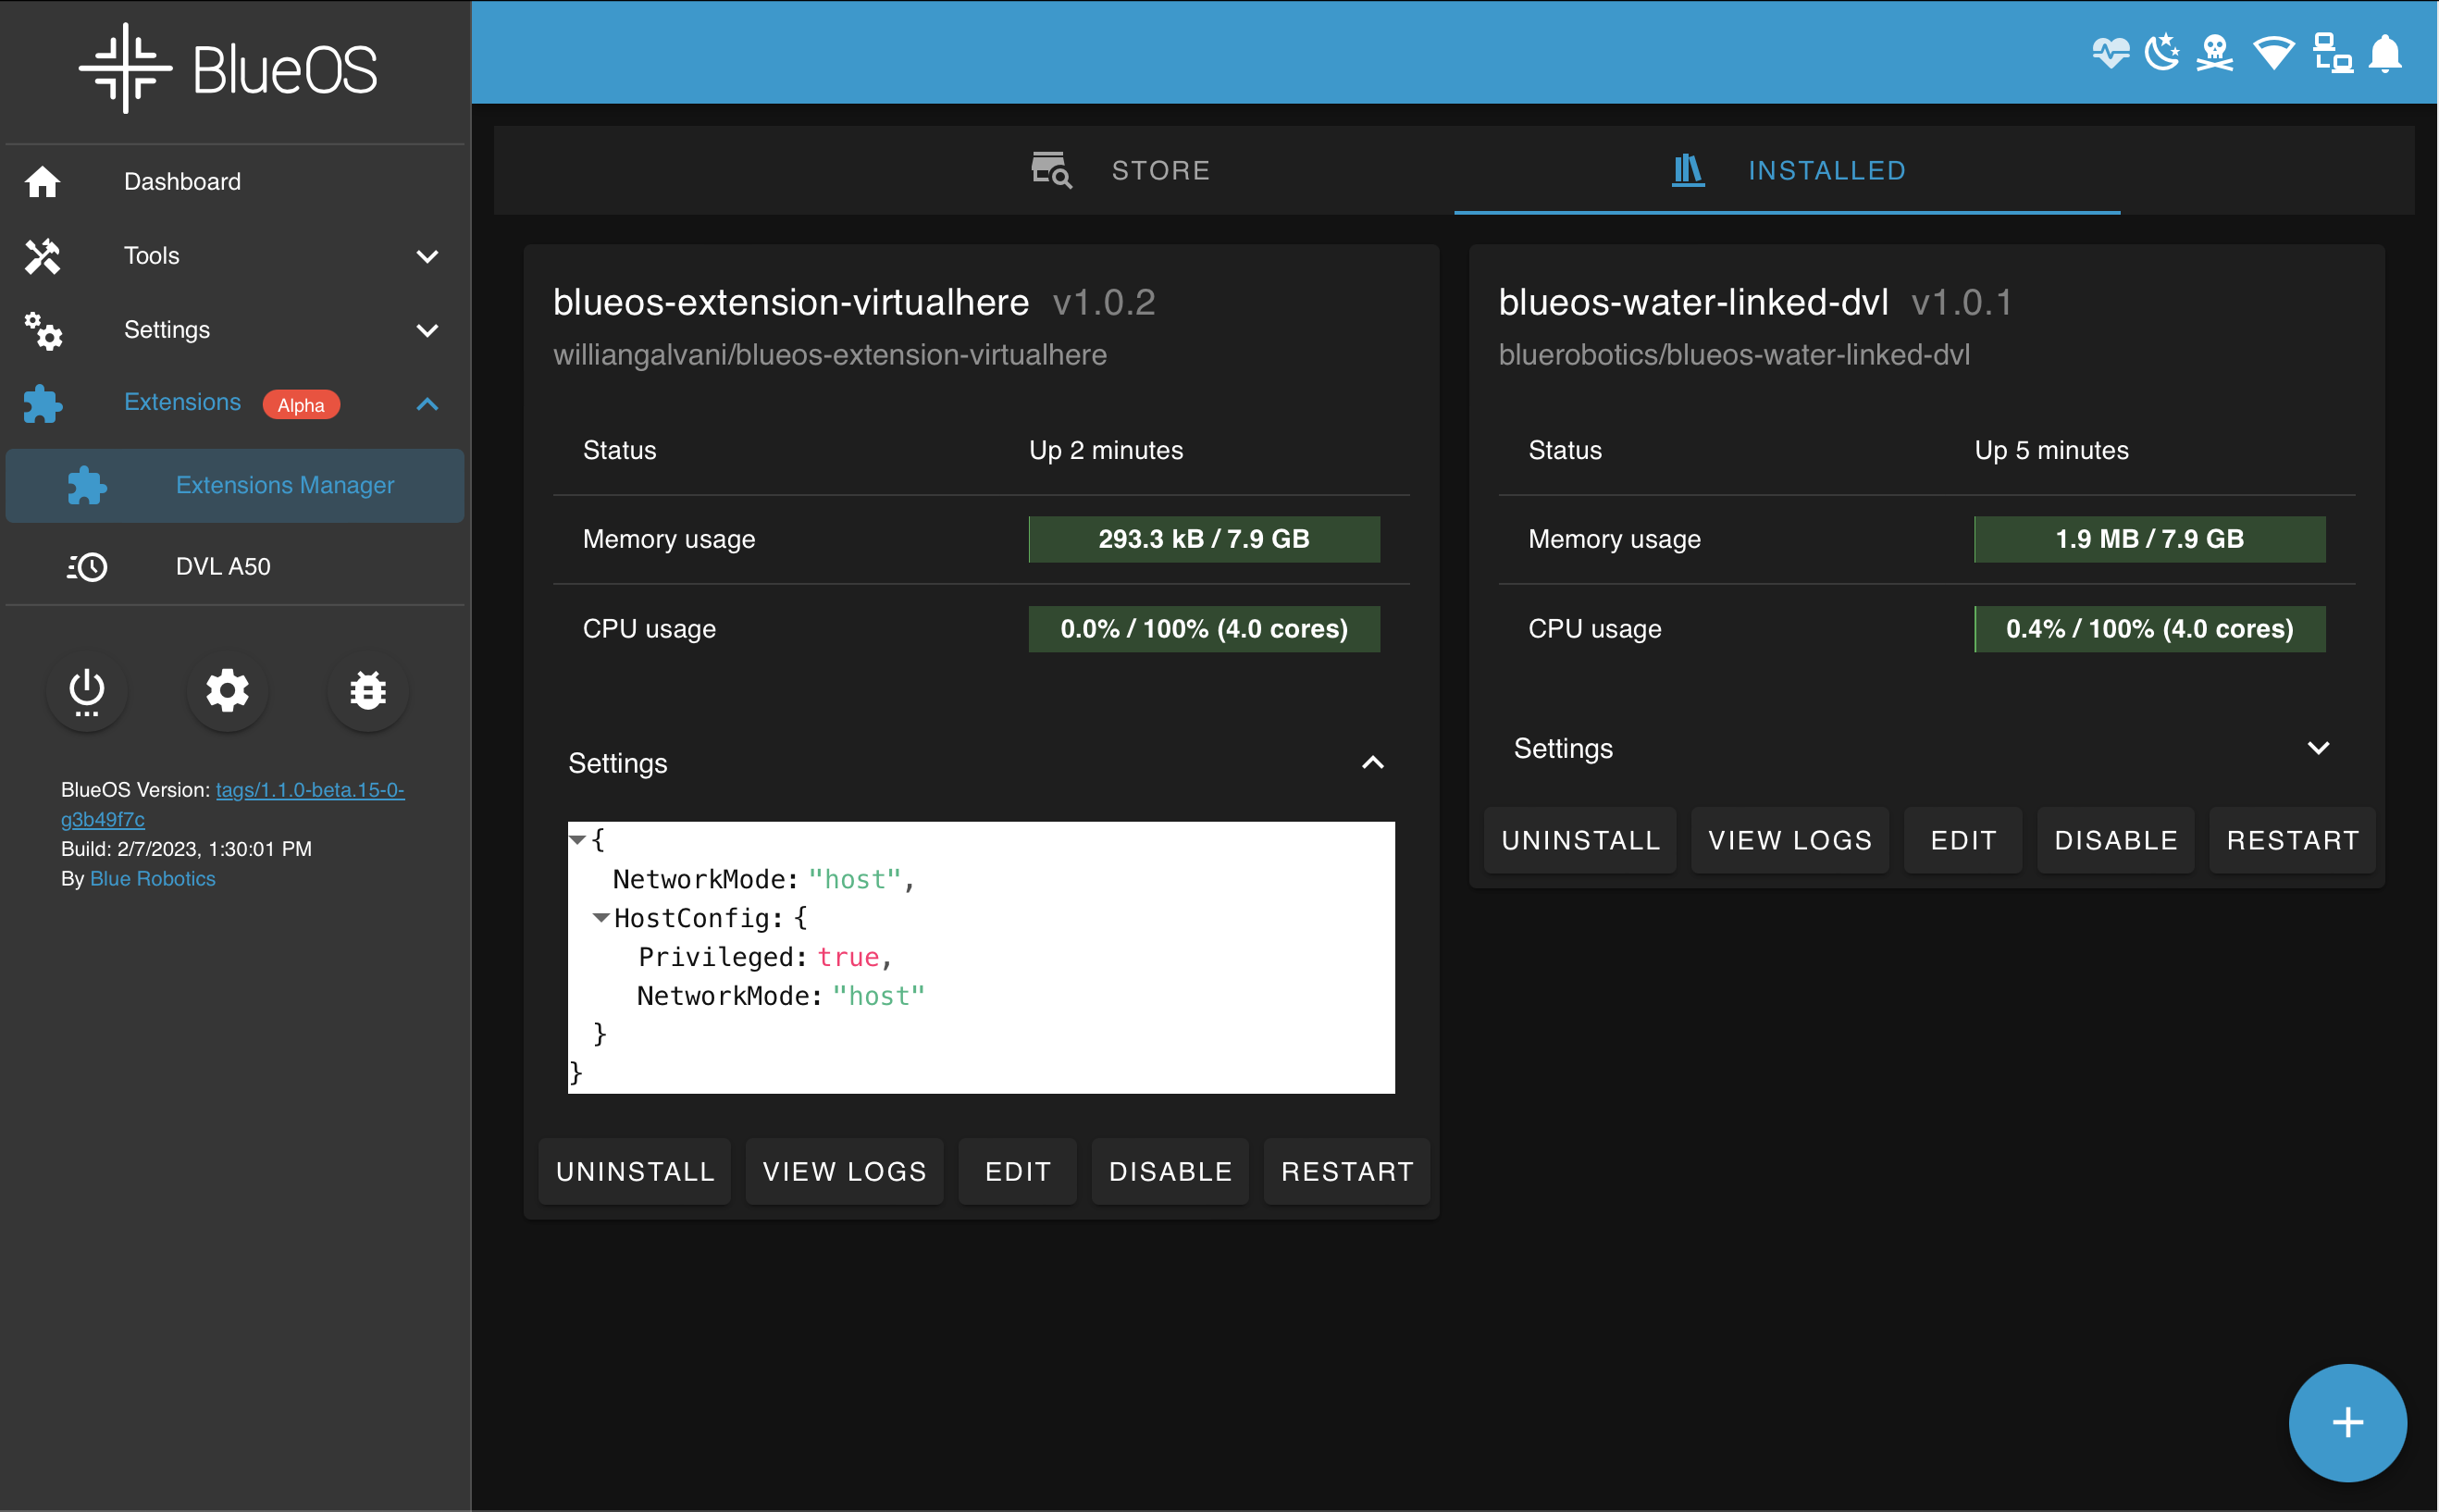 BlueOS
Dashboard
Tools
Settings
Extensions Alpha
Extensions Manager
DVL A50
BlueOS Version: tags/1.1.0-beta.15-0-
g3b49f7c
Build: 2/7/2023, 1:30:01 PM
By Blue Robotics
STORE
INSTALLED
blueos-extension-virtualhere v1.0.2
williangalvani/blueos-extension-virtualhere
Status Up 2 minutes
Memory usage 293.3 kB / 7.9 GB
CPU usage 0.0% / 100% (4.0 cores)
Settings
{
NetworkMode: "host",
HostConfig: {
Privileged: true,
NetworkMode: "host"
}
}
UNINSTALL VIEW LOGS EDIT DISABLE RESTART
blueos-water-linked-dvl v1.0.1
bluerobotics/blueos-water-linked-dvl
Status Up 5 minutes
Memory usage 1.9 MB / 7.9 GB
CPU usage 0.4% / 100% (4.0 cores)
Settings
UNINSTALL VIEW LOGS EDIT DISABLE RESTART